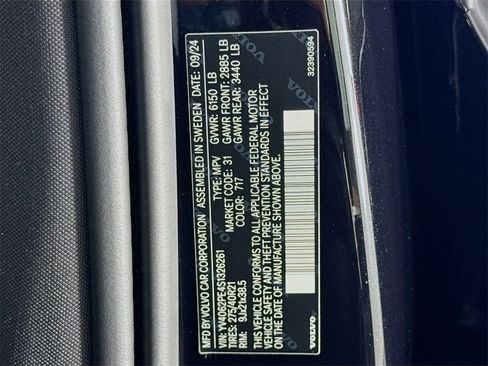 MFD BY VOLVO CAR CORPORATION ASSEMBLED IN SWEDEN DATE: 09/24
VIN: YV4062PE4S1326261 TYPE: MPV GVWR: 6150 LB
TIRES: 275/40R21 MARKET CODE: 31 GAWR FRONT: 2885 LB
RIM: 9Jx21x38.5 COLOR: 717 GAWR REAR: 3440 LB
THIS VEHICLE CONFORMS TO ALL APPLICABLE FEDERAL MOTOR
VEHICLE SAFETY AND THEFT PREVENTION STANDARDS IN EFFECT
ON THE DATE OF MANUFACTURE SHOWN ABOVE.
VOLVO
32390594
VOLVO